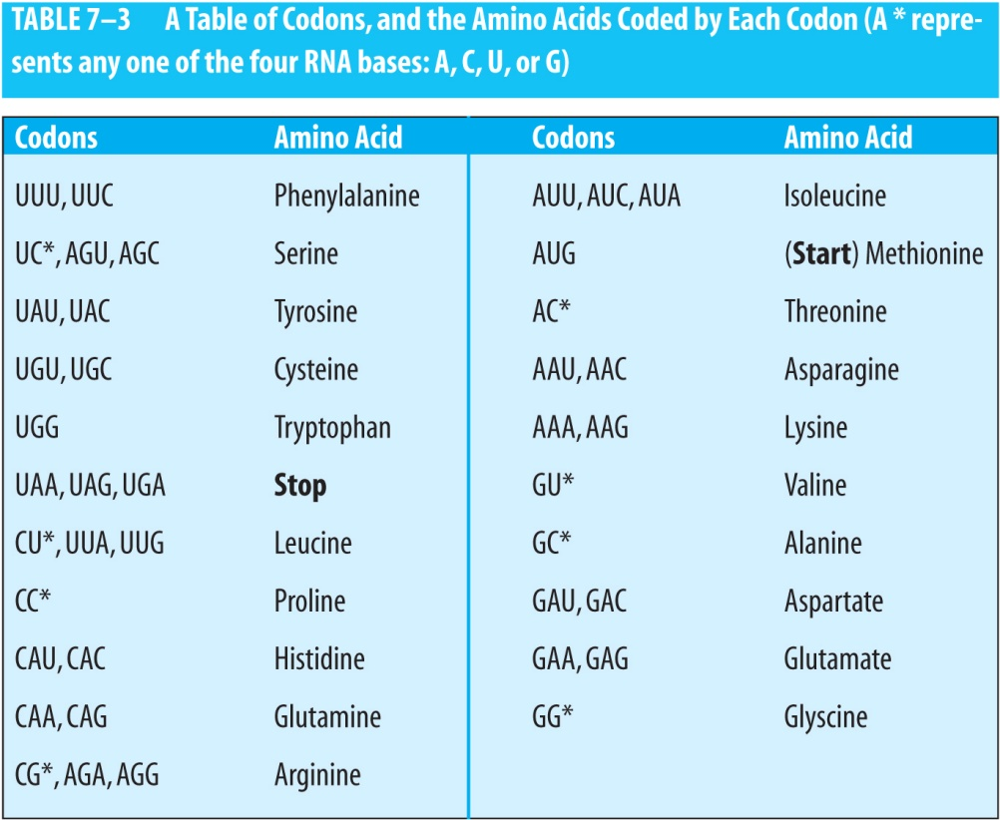 TABLE 7–3 A Table of Codons, and the Amino Acids Coded by Each Codon (A * repre-
sents any one of the four RNA bases: A, C, U, or G)
Codons Amino Acid Codons Amino Acid
UUU, UUC Phenylalanine AUU, AUC, AUA Isoleucine
UC*, AGU, AGC Serine AUG (Start) Methionine
UAU, UAC Tyrosine AC* Threonine
UGU, UGC Cysteine AAU, AAC Asparagine
UGG Tryptophan AAA, AAG Lysine
UAA, UAG, UGA Stop GU* Valine
CU*, UUA, UUG Leucine GC* Alanine
CC* Proline GAU, GAC Aspartate
CAU, CAC Histidine GAA, GAG Glutamate
CAA, CAG Glutamine GG* Glyscine
CG*, AGA, AGG Arginine